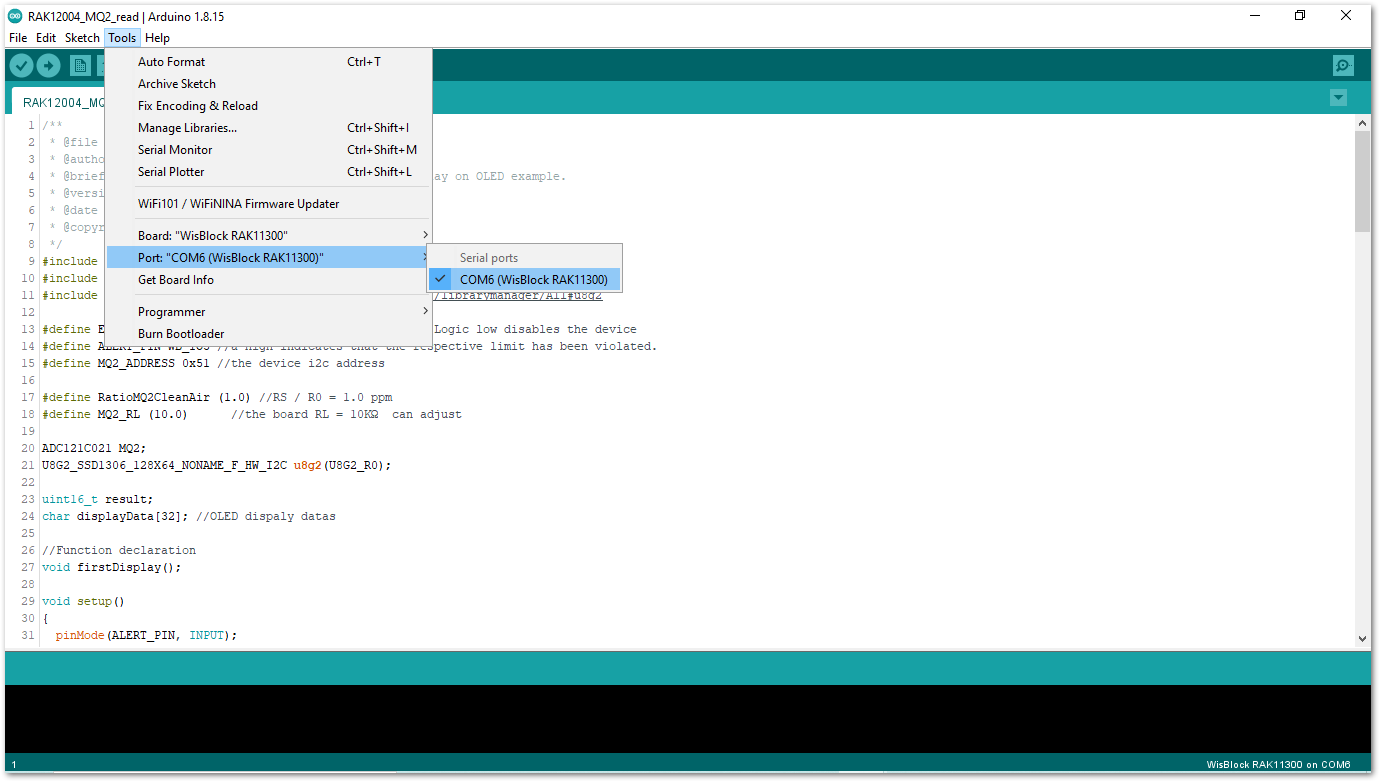 RAK12004_MQ2_read | Arduino 1.8.15
File Edit Sketch Tools Help
Auto Format Ctrl+T
Archive Sketch
Fix Encoding & Reload
Manage Libraries... Ctrl+Shift+I
Serial Monitor Ctrl+Shift+M
Serial Plotter Ctrl+Shift+L
WiFi101 / WiFiNINA Firmware Updater
Board: "WisBlock RAK11300"
Port: "COM6 (WisBlock RAK11300)"
Get Board Info
Programmer
Burn Bootloader
Serial ports
COM6 (WisBlock RAK11300)
RAK12004_MQ
1 /**
2 * @file
3 * @autho
4 * @brief ay on OLED example.
5 * @versi
6 * @date
7 * @copyr
8 */
9 #include
10 #include
11 #include /librarymanager/All#u8g2
12
13 #define E Logic low disables the device
14 #define ALERT_PIN WB_IO5 //a high indicates that the respective limit has been violated.
15 #define MQ2_ADDRESS 0x51 //the device i2c address
16
17 #define RatioMQ2CleanAir (1.0) //RS / R0 = 1.0 ppm
18 #define MQ2_RL (10.0) //the board RL = 10KΩ can adjust
19
20 ADC121C021 MQ2;
21 U8G2_SSD1306_128X64_NONAME_F_HW_I2C u8g2(U8G2_R0);
22
23 uint16_t result;
24 char displayData[32]; //OLED dispaly datas
25
26 //Function declaration
27 void firstDisplay();
28
29 void setup()
30 {
31 pinMode(ALERT_PIN, INPUT);
1 WisBlock RAK11300 on COM6